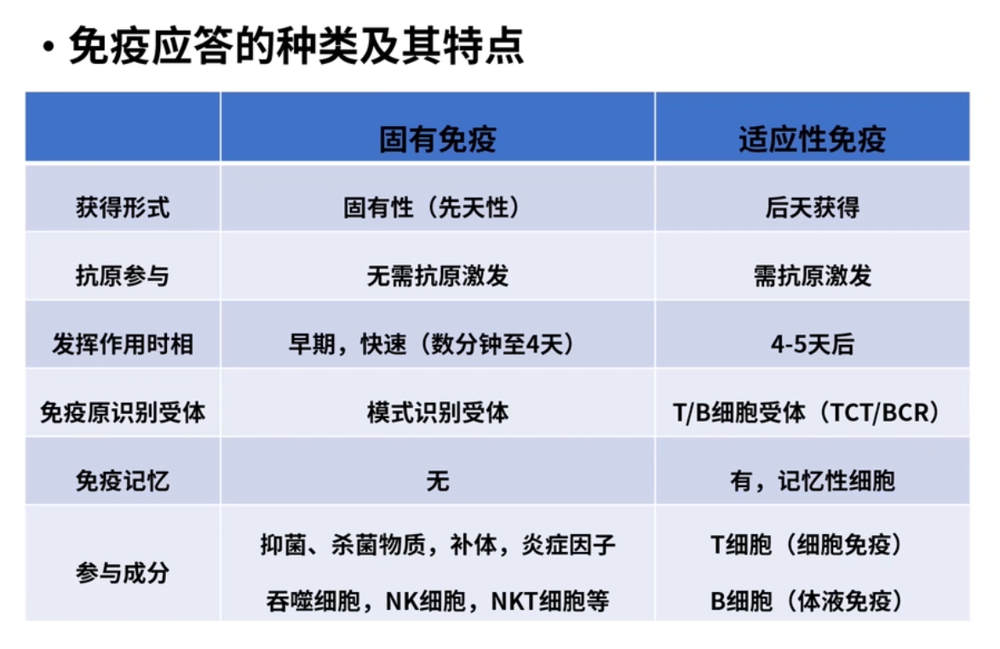 • 免疫应答的种类及其特点
固有免疫 适应性免疫
获得形式 固有性（先天性） 后天获得
抗原参与 无需抗原激发 需抗原激发
发挥作用时相 早期，快速（数分钟至4天） 4-5天后
免疫原识别受体 模式识别受体 T/B细胞受体（TCT/BCR）
免疫记忆 无 有，记忆性细胞
参与成分 抑菌、杀菌物质，补体，炎症因子 T细胞（细胞免疫）
吞噬细胞，NK细胞，NKT细胞等 B细胞（体液免疫）